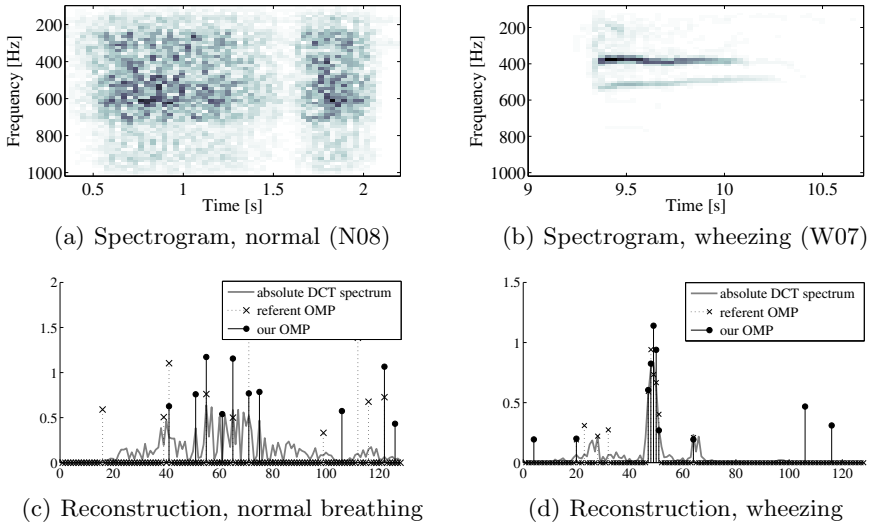 200
400
600
800
1000
Frequency [Hz]
0.5 1 1.5 2
Time [s]
(a) Spectrogram, normal (N08)
200
400
600
800
1000
Frequency [Hz]
9 9.5 10 10.5
Time [s]
(b) Spectrogram, wheezing (W07)
2
1.5
1
0.5
0
absolute DCT spectrum
referent OMP
our OMP
0 20 40 60 80 100 120
(c) Reconstruction, normal breathing
1.5
1
0.5
0
absolute DCT spectrum
referent OMP
our OMP
0 20 40 60 80 100 120
(d) Reconstruction, wheezing